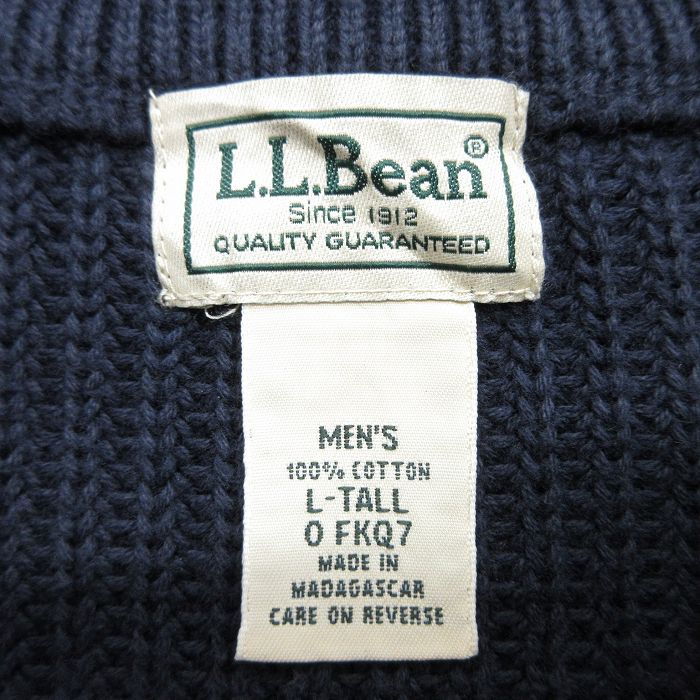 L.L.Bean®
Since 1912
QUALITY GUARANTEED
MEN'S
100% COTTON
L-TALL
0 FKQ7
MADE IN
MADAGASCAR
CARE ON REVERSE